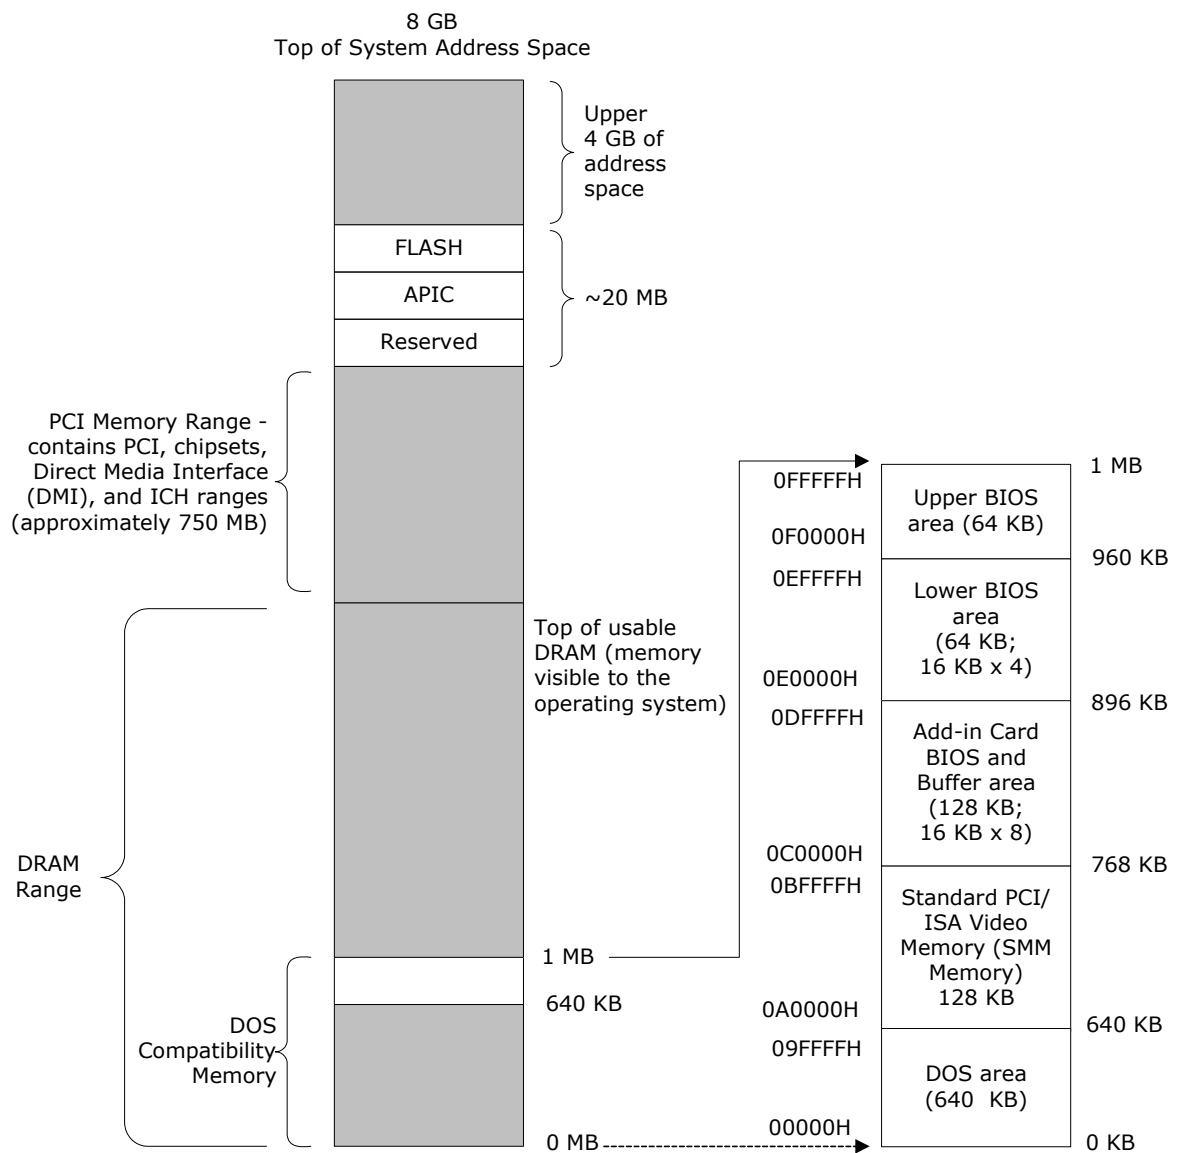 8 GB
Top of System Address Space
Upper
4 GB of
address
space
FLASH
APIC
Reserved
~20 MB
PCI Memory Range -
contains PCI, chipsets,
Direct Media Interface
(DMI), and ICH ranges
(approximately 750 MB)
Top of usable
DRAM (memory
visible to the
operating system)
DRAM
Range
1 MB
640 KB
DOS
Compatibility
Memory
0 MB
0FFFFFH
0F0000H
0EFFFFH
0E0000H
0DFFFFH
0C0000H
0BFFFFH
0A0000H
09FFFFH
00000H
Upper BIOS
area (64 KB)
Lower BIOS
area
(64 KB;
16 KB x 4)
Add-in Card
BIOS and
Buffer area
(128 KB;
16 KB x 8)
Standard PCI/
ISA Video
Memory (SMM
Memory)
128 KB
DOS area
(640 KB)
1 MB
960 KB
896 KB
768 KB
640 KB
0 KB